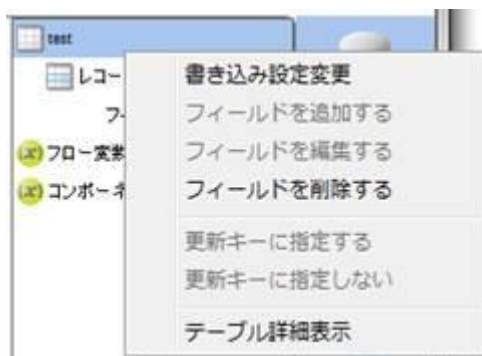 test
書き込み設定変更
レコー
フィールドを追加する
フィールドを編集する
フロー変数
フィールドを削除する
コンポーネ
更新キーに指定する
更新キーに指定しない
テーブル詳細表示